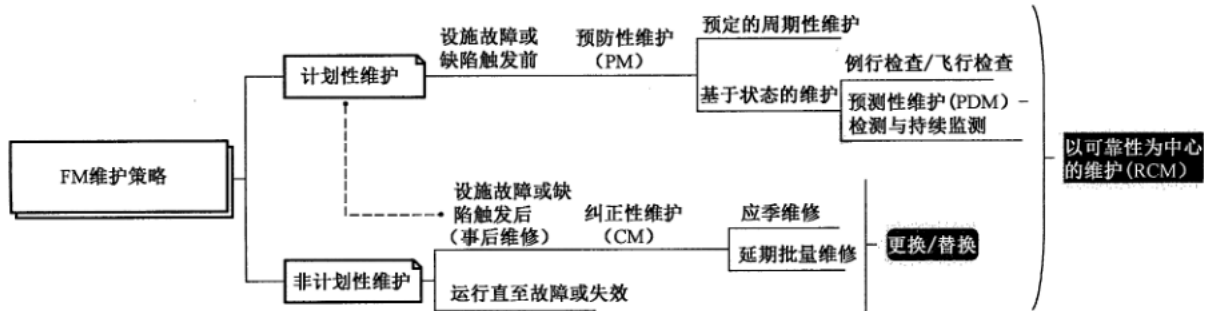 FM维护策略
计划性维护
设施故障或
缺陷触发前
预防性维护
（PM）
预定的周期性维护
基于状态的维护
例行检查/飞行检查
预测性维护(PDM)-
检测与持续监测
非计划性维护
设施故障或缺
陷触发后
（事后维修）
纠正性维护
（CM）
应季维修
延期批量维修
运行直至故障或失效
更换/替换
以可靠性为中心
的维护(RCM)